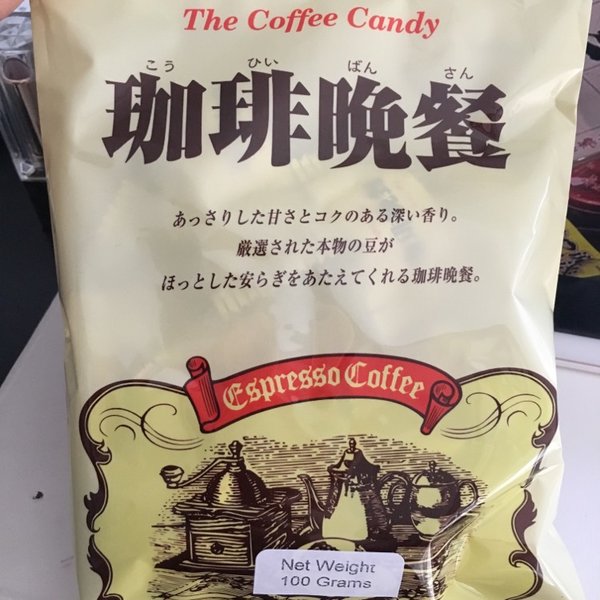 The Coffee Candy
こう ひい ばん さん
珈琲晩餐
あっさりした甘さとコクのある深い香り。
厳選された本物の豆が
ほっとした安らぎをあたえてくれる珈琲晩餐。
Espresso Coffee
Net Weight
100 Grams